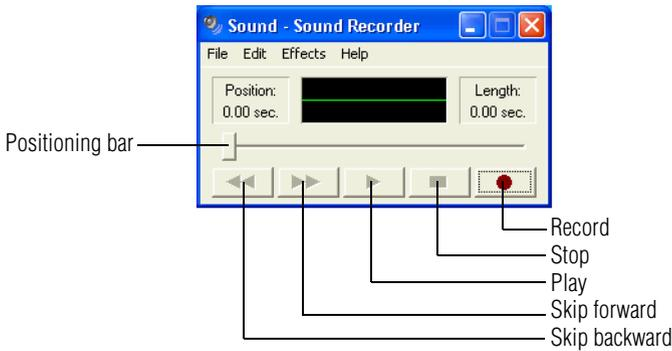 Sound - Sound Recorder
File Edit Effects Help
Position:
0.00 sec.
Length:
0.00 sec.
Positioning bar
Record
Stop
Play
Skip forward
Skip backward